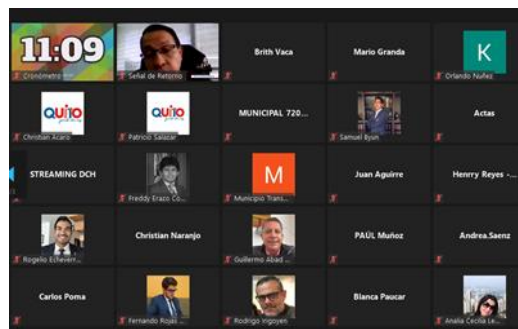 11:09
Cronómetro
Señal de Retorno
Brith Vaca
Mario Granda
K
Orlando Nuñez
QUITO
Christian Acaro
QUITO
Patricio Salazar
MUNICIPAL 720...
Samuel Byun
Actas
STREAMING DCH
Freddy Erazo Co...
M
Municipio Trans...
Juan Aguirre
Henrry Reyes -...
Rogelio Echeverr...
Christian Naranjo
Guillermo Abad ...
PAÚL Muñoz
Andrea.Saenz
Carlos Poma
Fernando Rojas ...
Rodrigo Irigoyen
Blanca Paucar
Analia Cecilia Le...